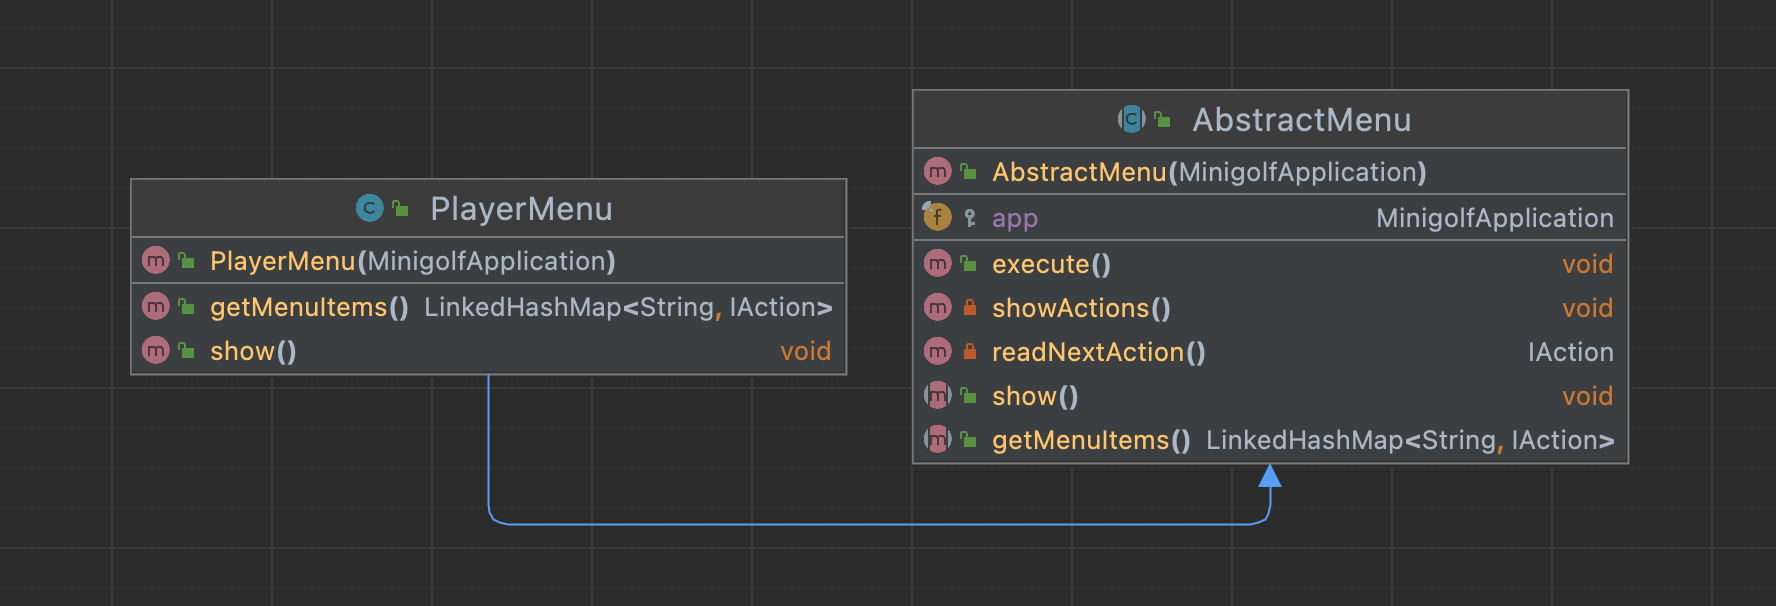 PlayerMenu
PlayerMenu(MinigolfApplication)
getMenuItems() LinkedHashMap<String, IAction>
show() void
AbstractMenu
AbstractMenu(MinigolfApplication)
app MinigolfApplication
execute() void
showActions() void
readNextAction() IAction
show() void
getMenuItems() LinkedHashMap<String, IAction>